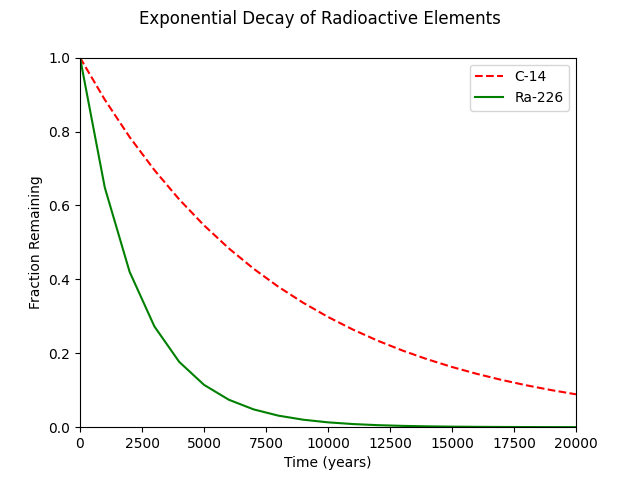 Exponential Decay of Radioactive Elements
C-14
Ra-226
Fraction Remaining
1.0
0.8
0.6
0.4
0.2
0.0
0 2500 5000 7500 10000 12500 15000 17500 20000
Time (years)